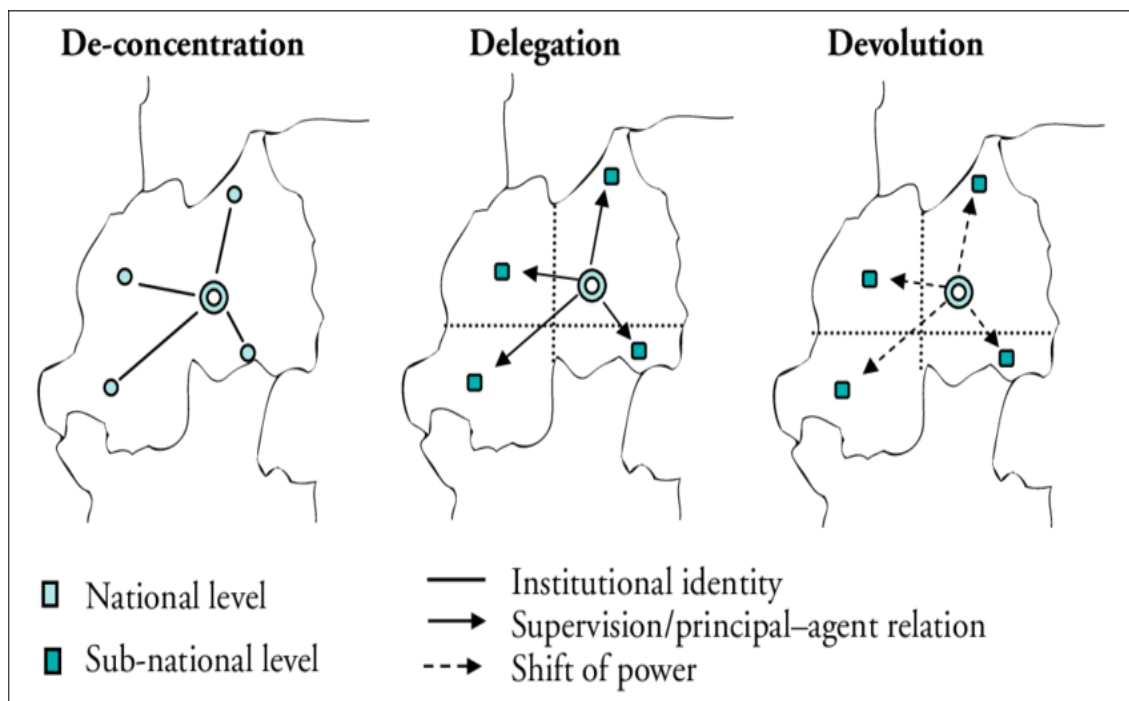 De-concentration
Delegation
Devolution
National level
Sub-national level
Institutional identity
Supervision/principal–agent relation
Shift of power